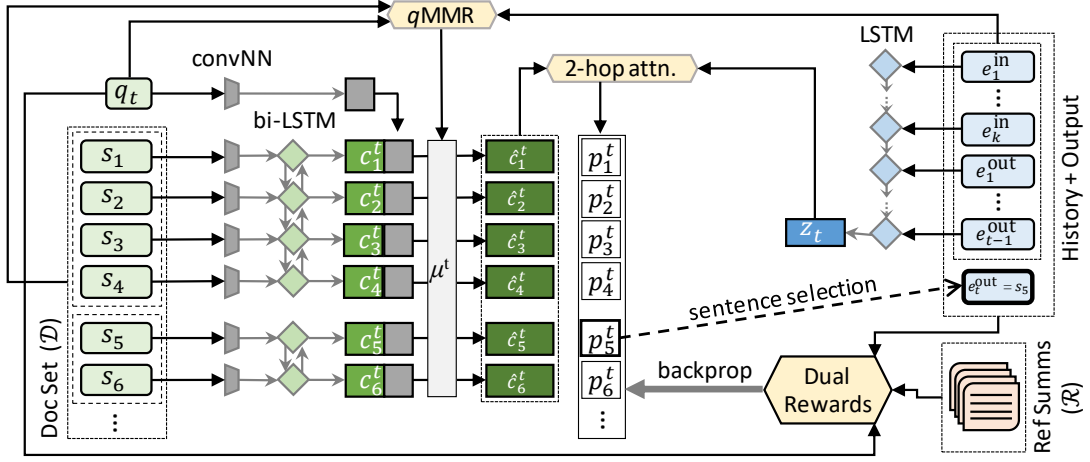 qMMR
LSTM
convNN
2-hop attn.
q_t
bi-LSTM
e_1^in
⋮
e_k^in
e_1^out
⋮
e_{t-1}^out
e_t^out = s_5
History + Output
s_1
s_2
s_3
s_4
s_5
s_6
⋮
Doc Set (𝒟)
c_1^t
c_2^t
c_3^t
c_4^t
c_5^t
c_6^t
μ^t
ĉ_1^t
ĉ_2^t
ĉ_3^t
ĉ_4^t
ĉ_5^t
ĉ_6^t
p_1^t
p_2^t
p_3^t
p_4^t
p_5^t
p_6^t
⋮
z_t
sentence selection
backprop
Dual
Rewards
Ref Summs
(ℛ)